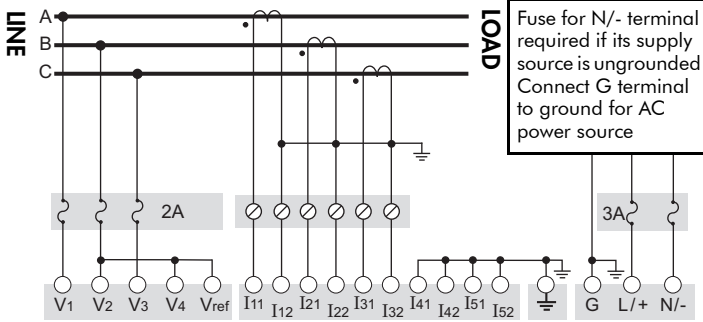 LINE
A
B
C
LOAD
Fuse for N/- terminal
required if its supply
source is ungrounded
Connect G terminal
to ground for AC
power source
2A
3A
V1 V2 V3 V4 Vref I11 I12 I21 I22 I31 I32 I41 I42 I51 I52 G L/+ N/-